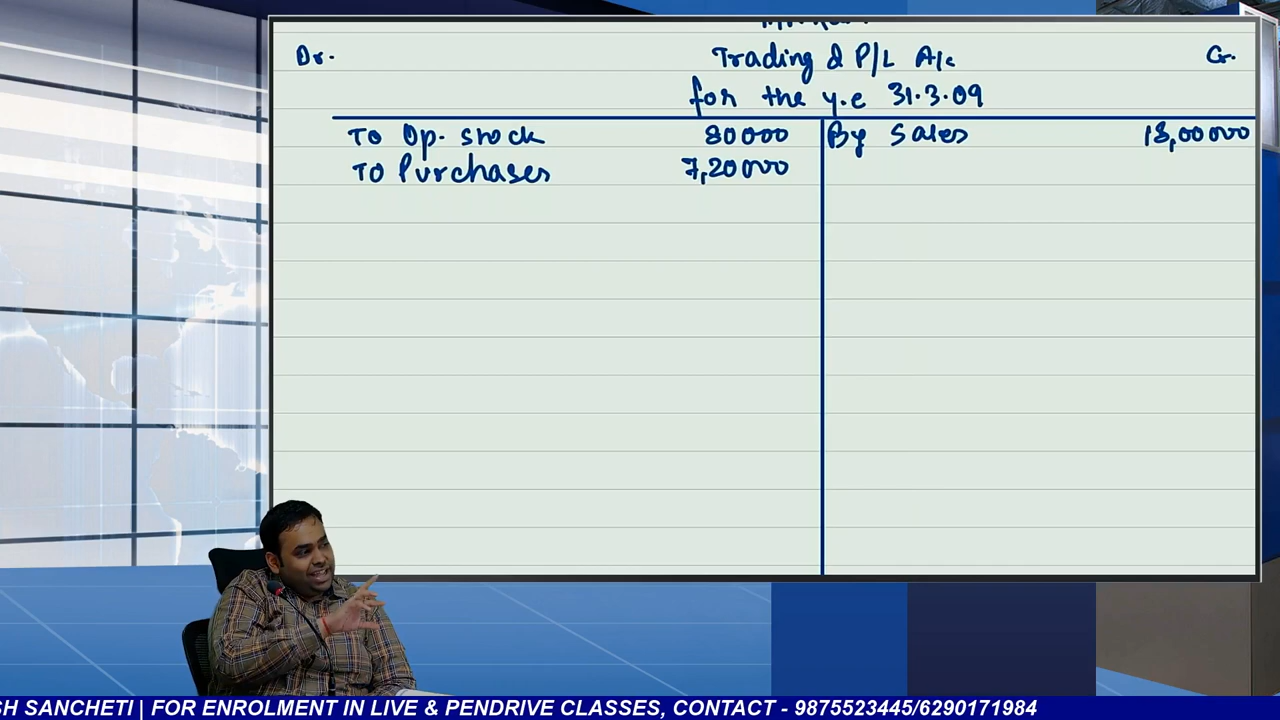 Dr.
Trading & P/L A/c
Cr.
for the y.e 31.3.09
To Op. stock 80000 By Sales 18,00000
To Purchases 7,20000
SH SANCHETI | FOR ENROLMENT IN LIVE & PENDRIVE CLASSES, CONTACT - 9875523445/6290171984